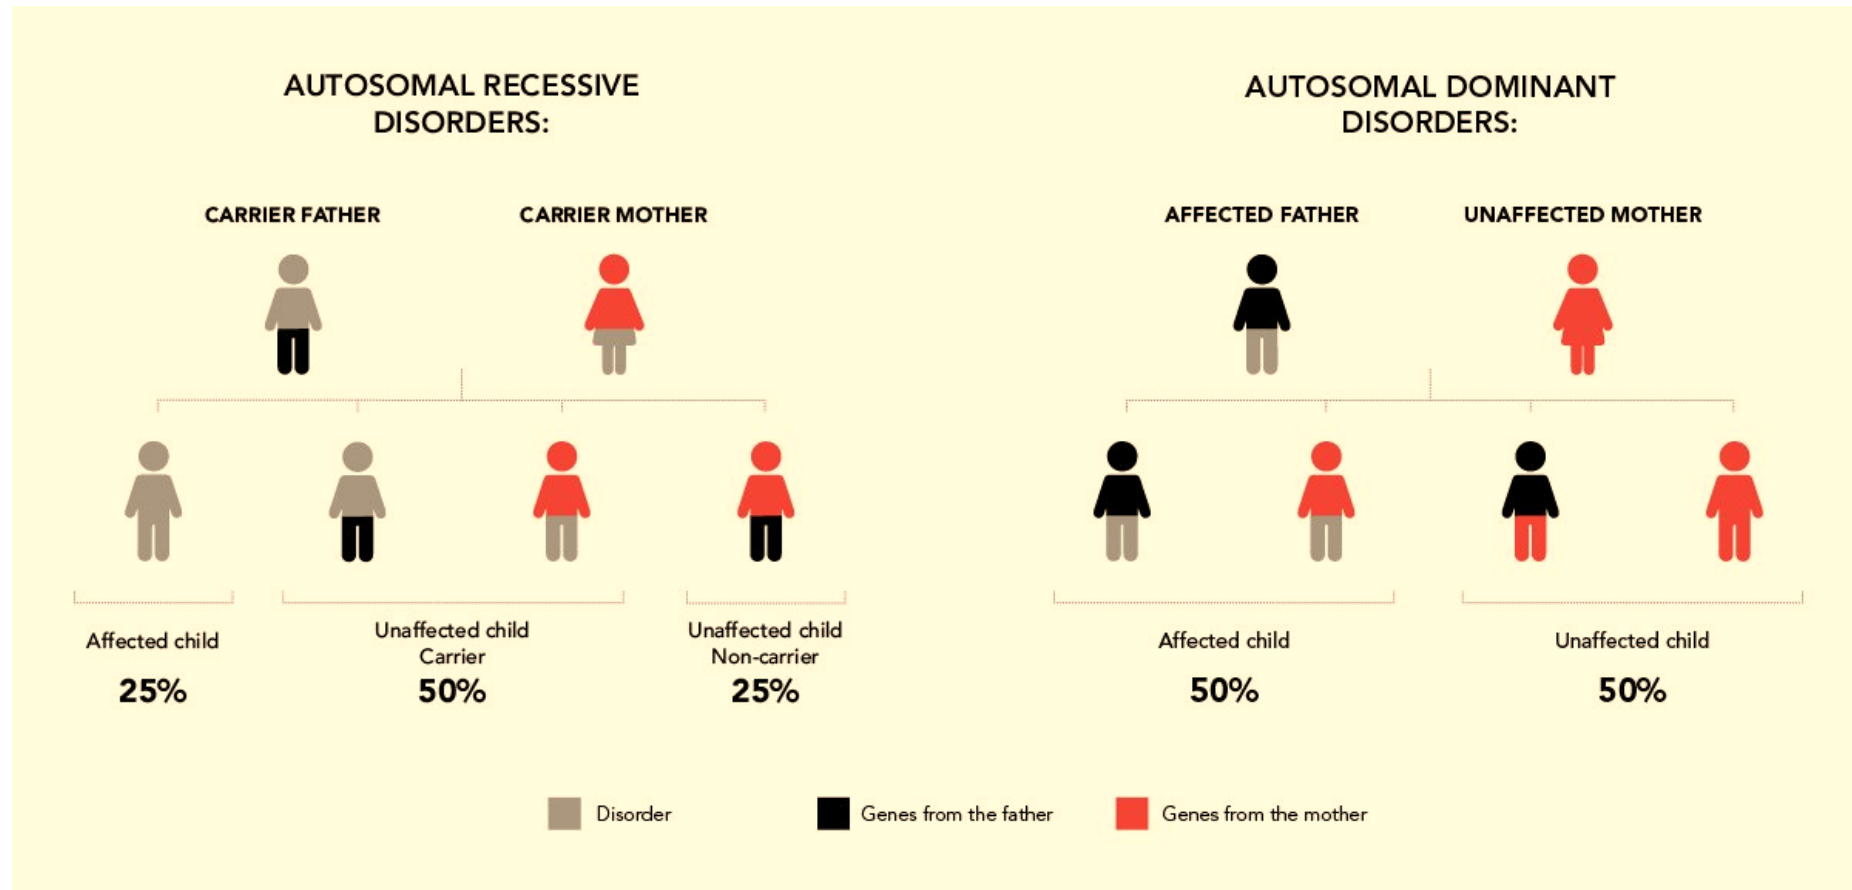 AUTOSOMAL RECESSIVE
DISORDERS:
CARRIER FATHER
CARRIER MOTHER
Affected child
25%
Unaffected child
Carrier
50%
Unaffected child
Non-carrier
25%
AUTOSOMAL DOMINANT
DISORDERS:
AFFECTED FATHER
UNAFFECTED MOTHER
Affected child
50%
Unaffected child
50%
Disorder
Genes from the father
Genes from the mother